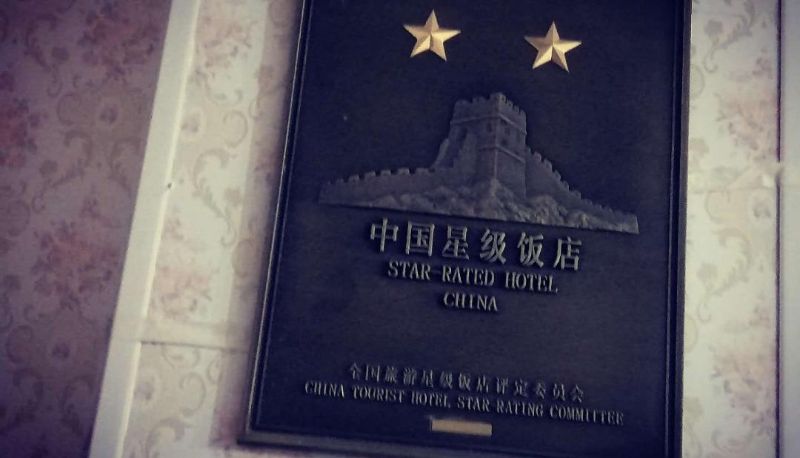 中国星级饭店
STAR-RATED HOTEL
CHINA
全国旅游星级饭店评定委员会
CHINA TOURIST HOTEL STAR-RATING COMMITTEE